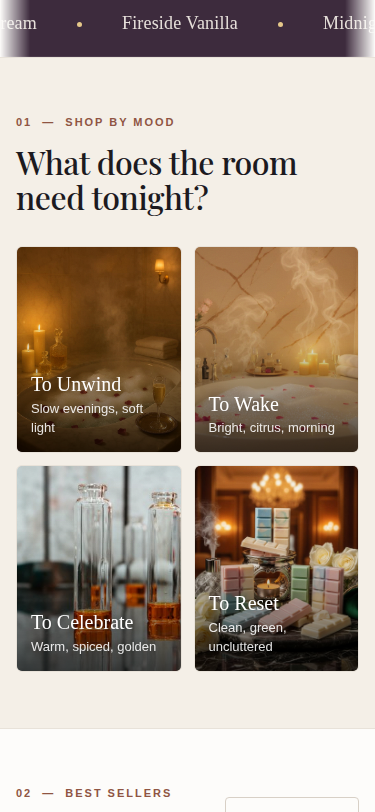 Fireside Vanilla
01 — SHOP BY MOOD
What does the room
need tonight?
To Unwind
Slow evenings, soft
light
To Wake
Bright, citrus, morning
To Celebrate
Warm, spiced, golden
To Reset
Clean, green,
uncluttered
02 — BEST SELLERS